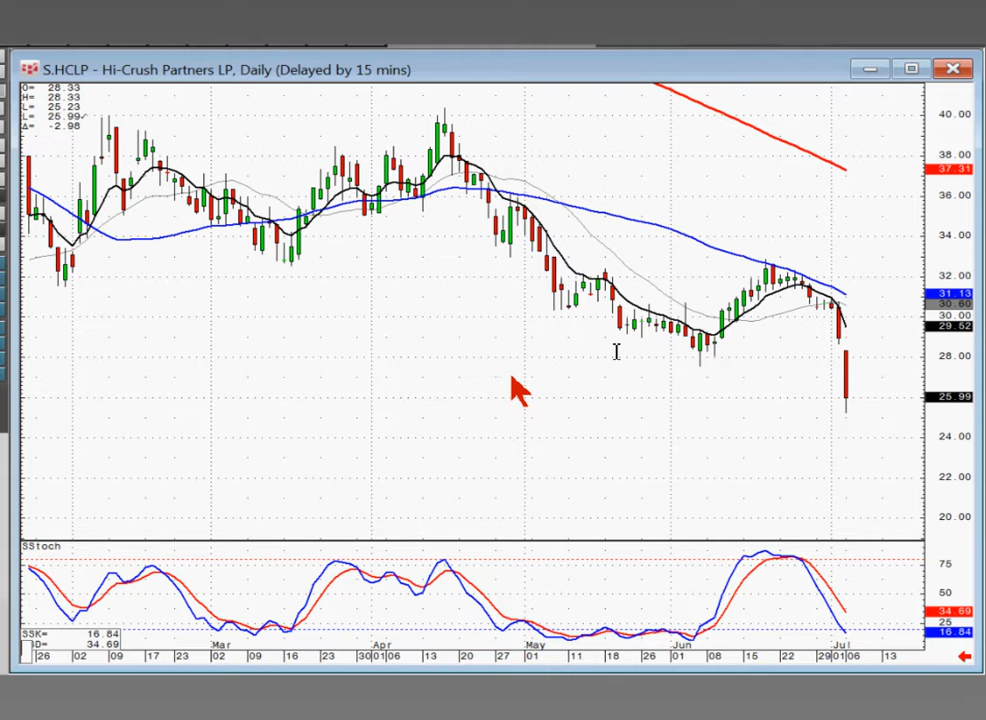 S.HCLP - Hi-Crush Partners LP, Daily (Delayed by 15 mins)
O= 28.33
H= 28.33
L= 25.23
L= 25.99
Δ= -2.98
40.00
38.00
37.31
36.00
34.00
32.00
31.13
30.60
30.00
29.52
28.00
25.99
24.00
22.00
20.00
SStoch
75
50
34.69
25
16.84
SSK= 16.84
SSD= 34.69
Mar Apr May Jun Jul
26 02 09 17 23 02 09 16 23 30 01 06 13 20 27 01 11 18 26 01 08 15 22 29 01 06 13